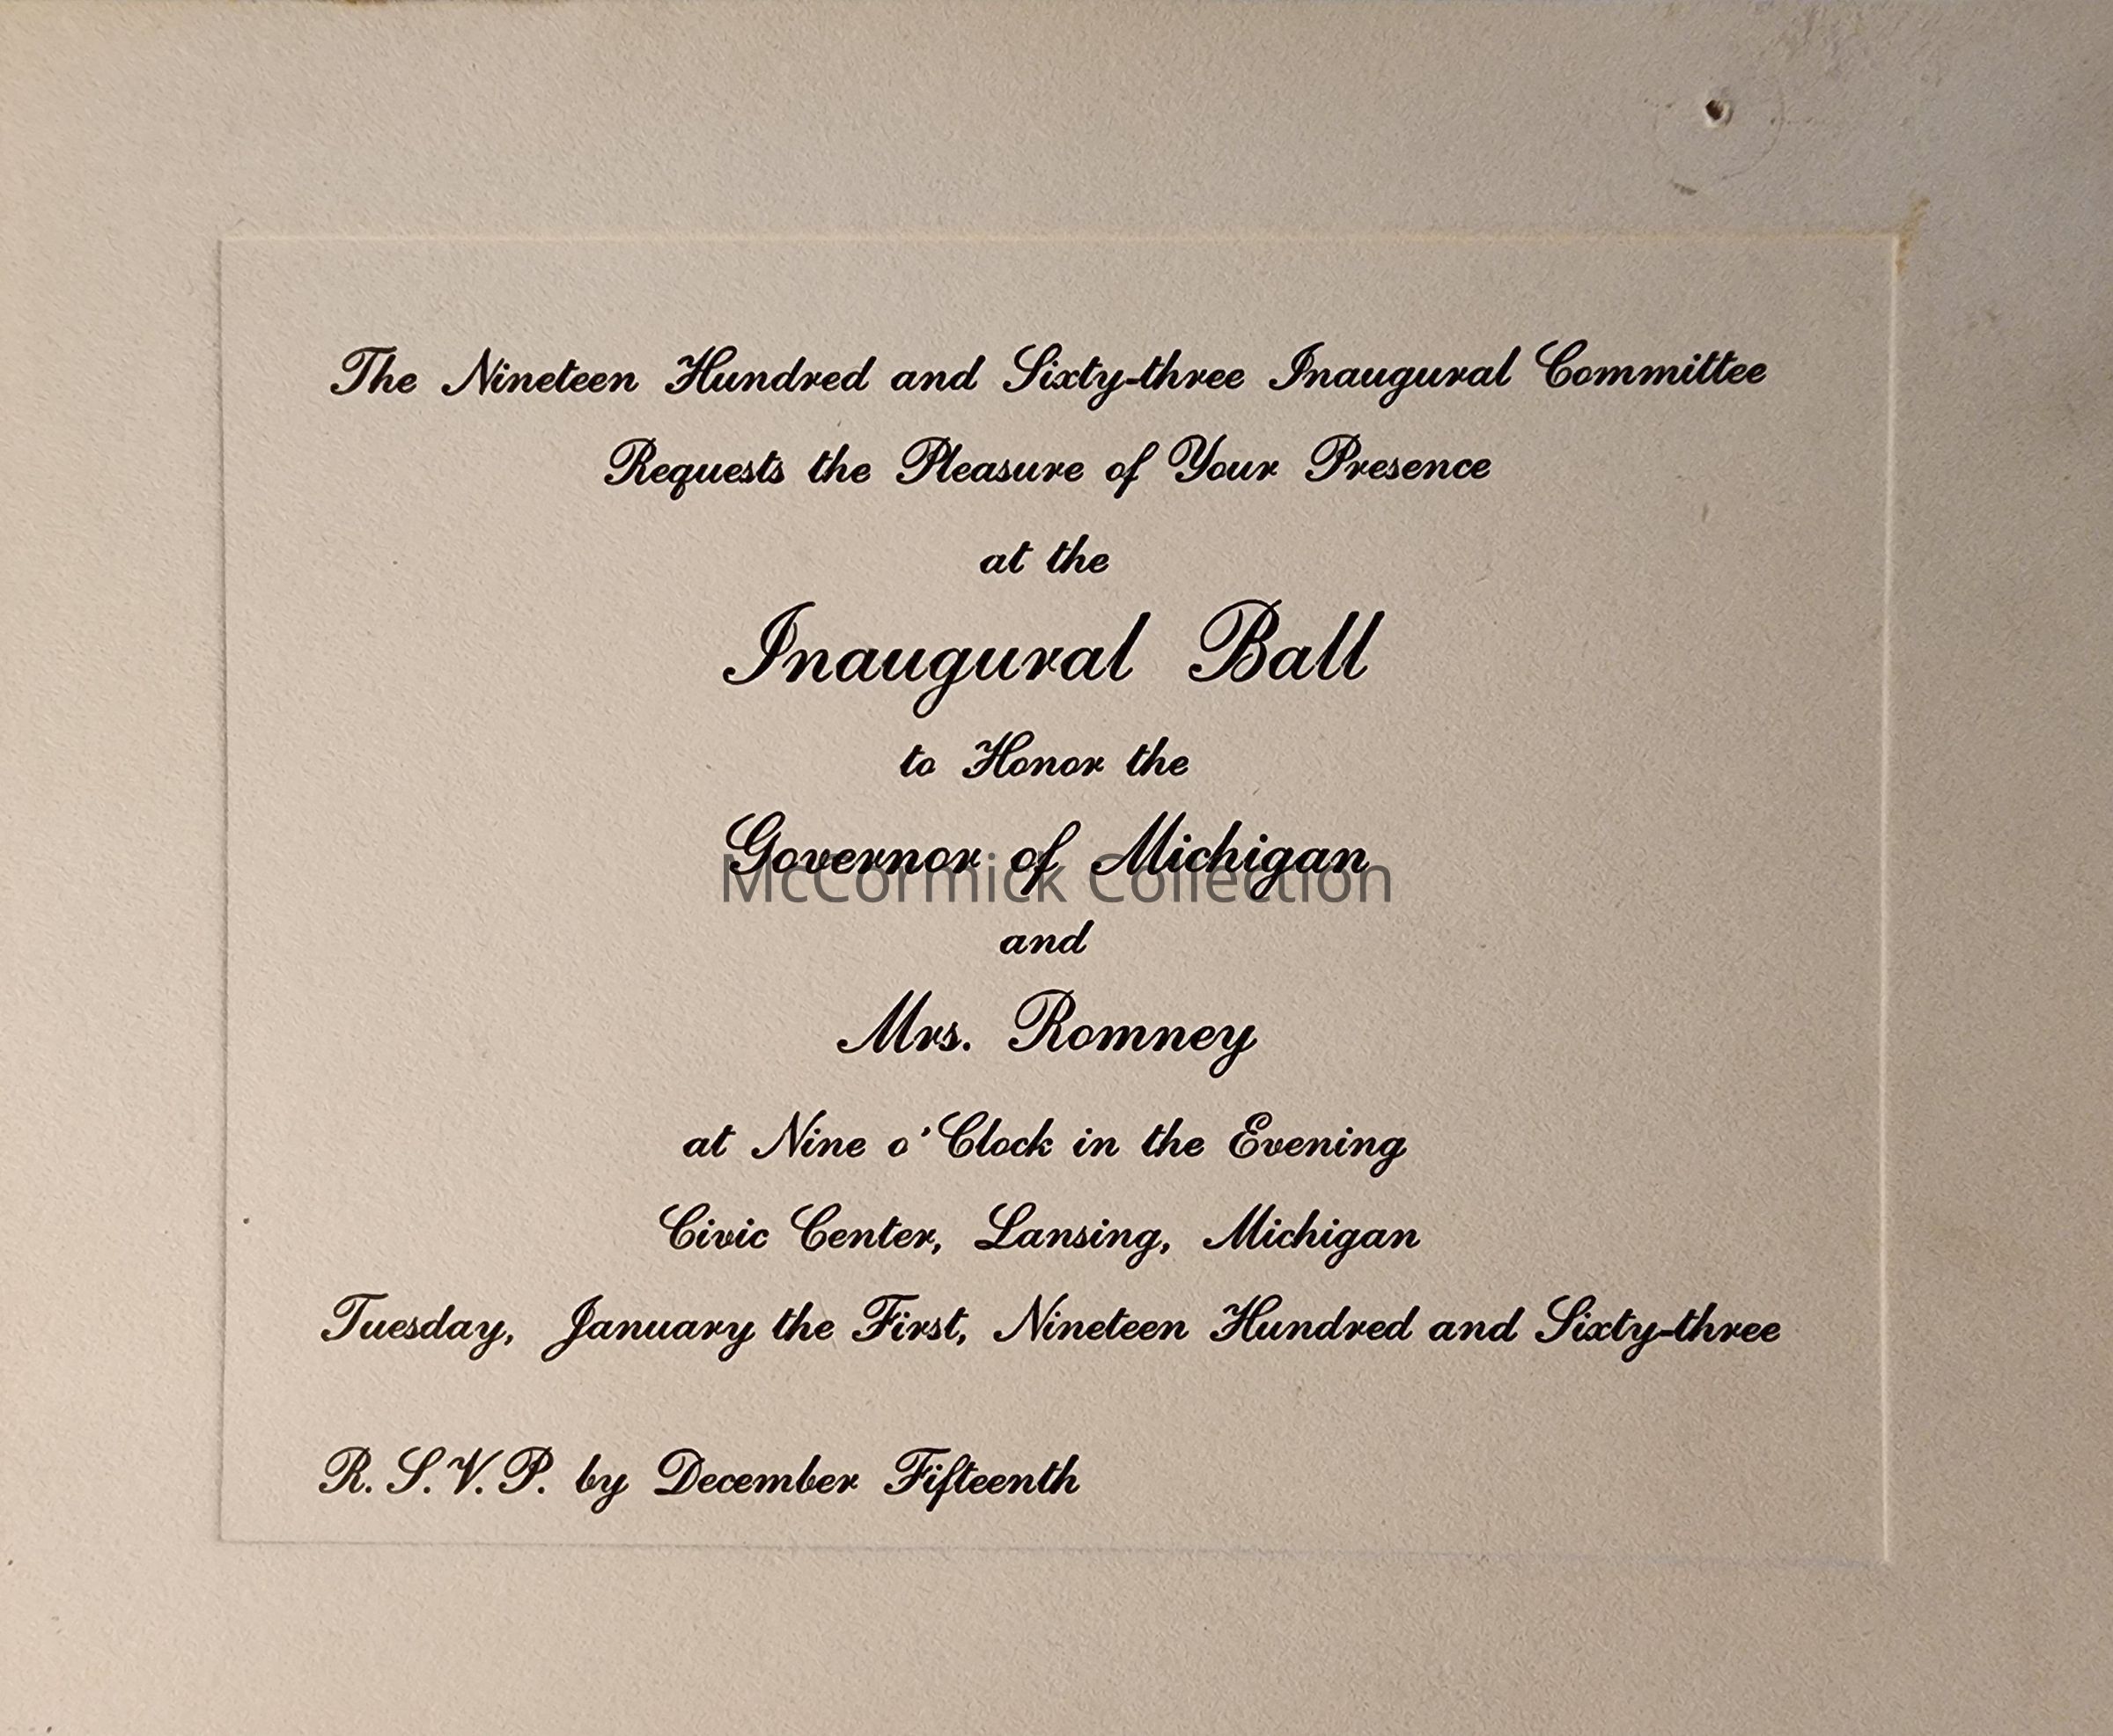 The Nineteen Hundred and Sixty-three Inaugural Committee
Requests the Pleasure of Your Presence
at the
Inaugural Ball
to Honor the
Governor of Michigan
McCormick Collection
and
Mrs. Romney
at Nine o'Clock in the Evening
Civic Center, Lansing, Michigan
Tuesday, January the First, Nineteen Hundred and Sixty-three
R.S.V.P. by December Fifteenth